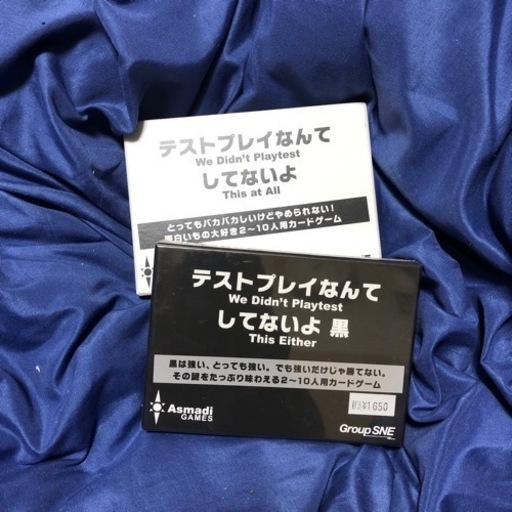 テストプレイなんて
We Didn't Playtest
してないよ
This at All
とってもバカバカしいけどやめられない!
面白いもの大好き2〜10人用カードゲーム
テストプレイなんて
We Didn't Playtest
してないよ 黒
This Either
黒は強い、とっても強い。でも強いだけじゃ勝てない。
その謎をたっぷり味わえる2〜10人用カードゲーム
¥1650
Asmadi
GAMES
Group SNE